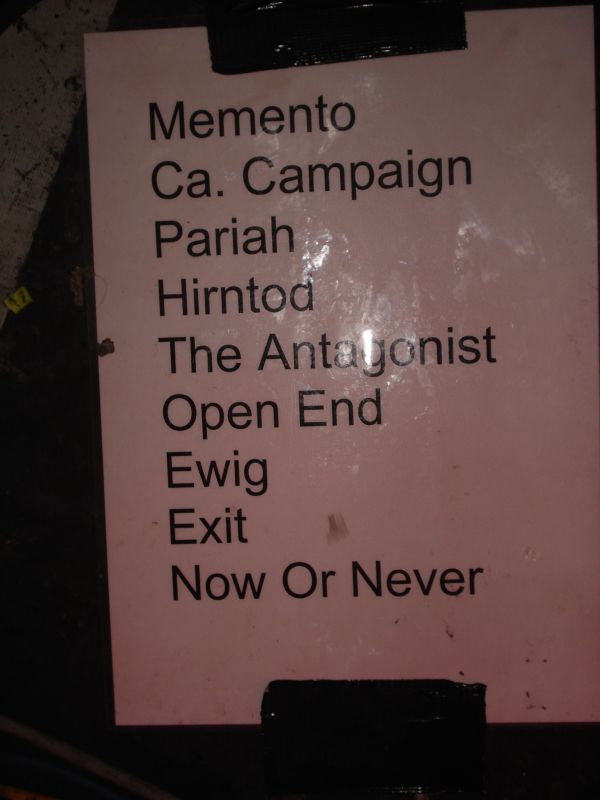 Memento
Ca. Campaign
Pariah
Hirntod
The Antagonist
Open End
Ewig
Exit
Now Or Never